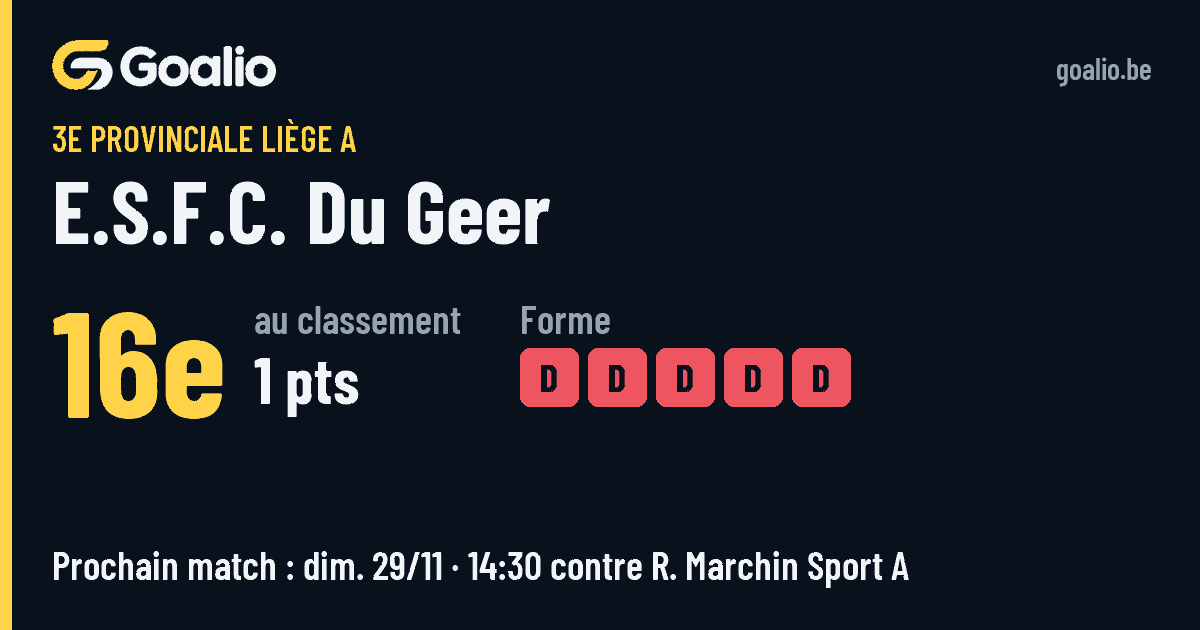 Goalio
goalio.be
3E PROVINCIALE LIÈGE A
E.S.F.C. Du Geer
16e
au classement
1 pts
Forme
D D D D D
Prochain match : dim. 29/11 · 14:30 contre R. Marchin Sport A